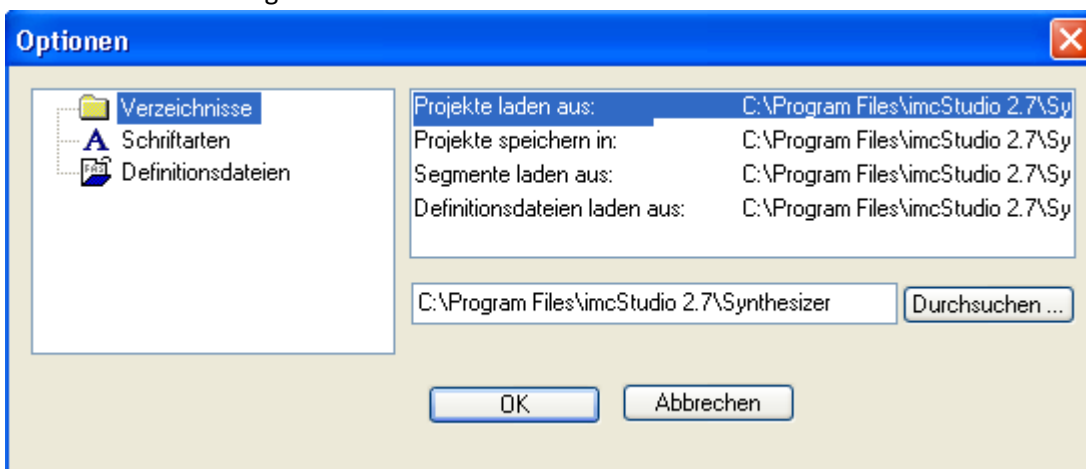 Optionen
Verzeichnisse
Schriftarten
Definitionsdateien
Projekte laden aus: C:\Program Files\imcStudio 2.7\Sy
Projekte speichern in: C:\Program Files\imcStudio 2.7\Sy
Segmente laden aus: C:\Program Files\imcStudio 2.7\Sy
Definitionsdateien laden aus: C:\Program Files\imcStudio 2.7\Sy
C:\Program Files\imcStudio 2.7\Synthesizer
Durchsuchen ...
OK
Abbrechen